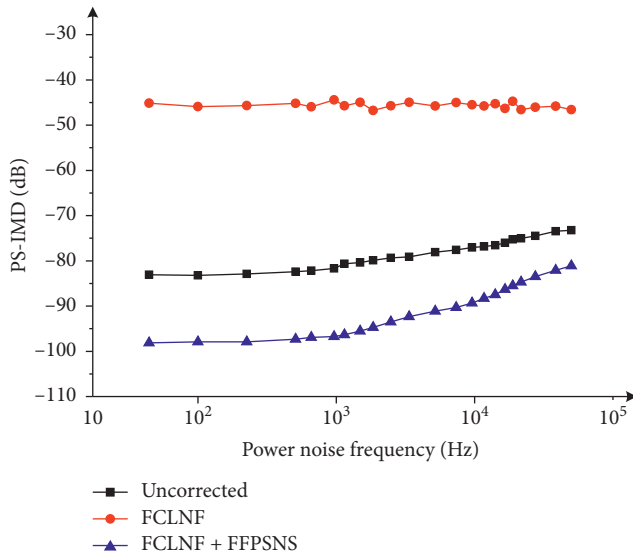 PS-IMD (dB)
−30
−40
−50
−60
−70
−80
−90
−100
−110
10
10²
10³
10⁴
10⁵
Power noise frequency (Hz)
Uncorrected
FCLNF
FCLNF + FFPSNS